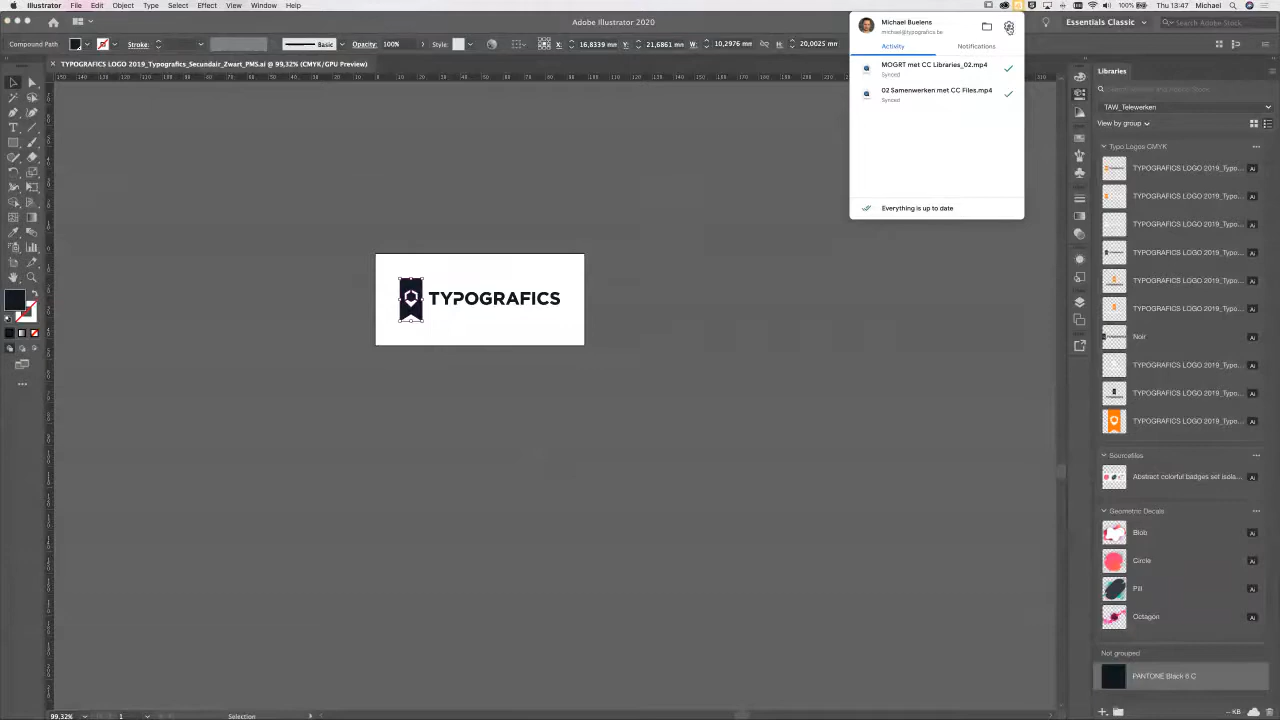 Illustrator File Edit Object Type Select Effect View Window Help
100% Thu 13:47 Michael
Adobe Illustrator 2020
Essentials Classic
Search Adobe Stock
Compound Path
Stroke:
Basic
Opacity: 100%
Style:
X: 16,8339 mm
Y: 21,6861 mm
W: 10,2976 mm
H: 20,0025 mm
TYPOGRAFICS LOGO 2019_Typografics_Secundair_Zwart_PMS.ai @ 99,32% (CMYK/GPU Preview)
Michael Buelens
michael@typografics.be
Activity
Notifications
MOGRT met CC Libraries_02.mp4
Synced
02 Samenwerken met CC Files.mp4
Synced
Everything is up to date
TYPOGRAFICS
Libraries
TAW_Telewerken
View by group
Typo Logos CMYK
TYPOGRAFICS LOGO 2019_Typo...
TYPOGRAFICS LOGO 2019_Typo...
TYPOGRAFICS LOGO 2019_Typo...
TYPOGRAFICS LOGO 2019_Typo...
TYPOGRAFICS LOGO 2019_Typo...
TYPOGRAFICS LOGO 2019_Typo...
Noir
TYPOGRAFICS LOGO 2019_Typo...
TYPOGRAFICS LOGO 2019_Typo...
TYPOGRAFICS LOGO 2019_Typo...
Sourcefiles
Abstract colorful badges set isola...
Geometric Decals
Blob
Circle
Pill
Octagon
Not grouped
PANTONE Black 6 C
-- KB
99,32%
1
Selection